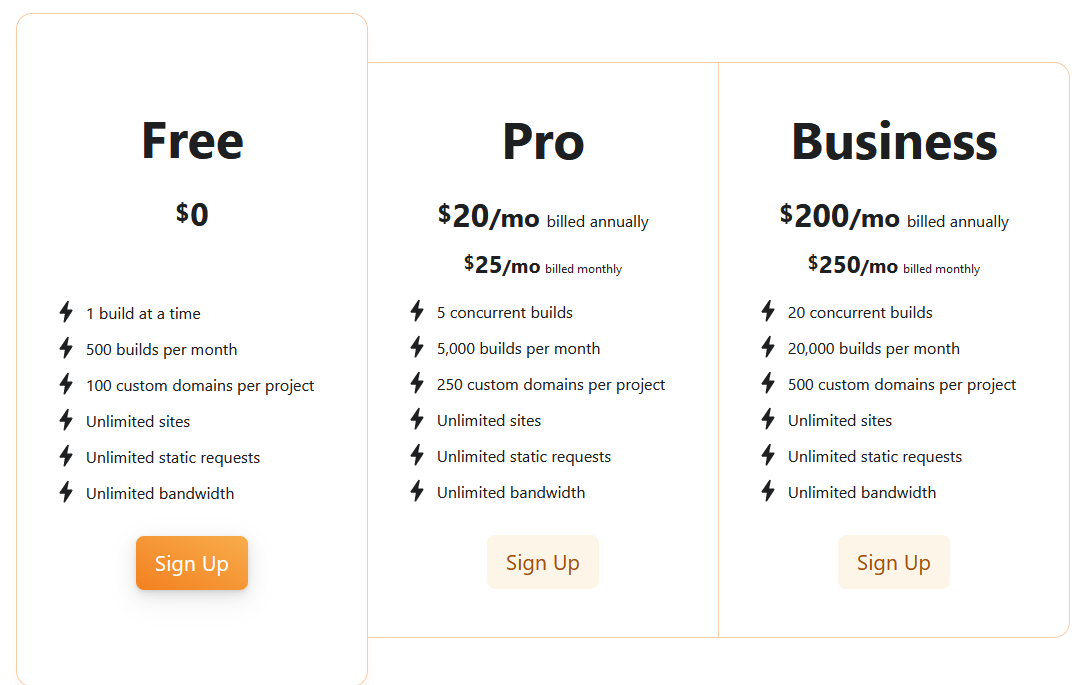 Free
$0
1 build at a time
500 builds per month
100 custom domains per project
Unlimited sites
Unlimited static requests
Unlimited bandwidth
Sign Up
Pro
$20/mo billed annually
$25/mo billed monthly
5 concurrent builds
5,000 builds per month
250 custom domains per project
Unlimited sites
Unlimited static requests
Unlimited bandwidth
Sign Up
Business
$200/mo billed annually
$250/mo billed monthly
20 concurrent builds
20,000 builds per month
500 custom domains per project
Unlimited sites
Unlimited static requests
Unlimited bandwidth
Sign Up